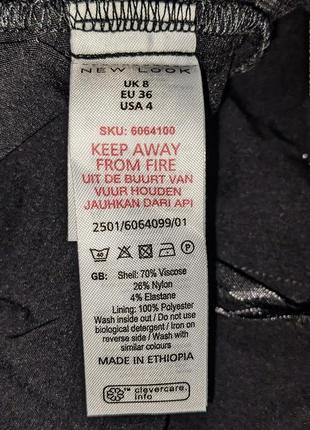 NEW LOOK
UK 8
EU 36
USA 4
SKU: 6064100
KEEP AWAY
FROM FIRE
UIT DE BUURT VAN
VUUR HOUDEN
JAUHKAN DARI API
2501/6064099/01
40
P
GB: Shell: 70% Viscose
26% Nylon
4% Elastane
Lining: 100% Polyester
Wash inside out / Do not use
biological detergent / Iron on
reverse side / Wash with
similar colours
MADE IN ETHIOPIA
clevercare.
info